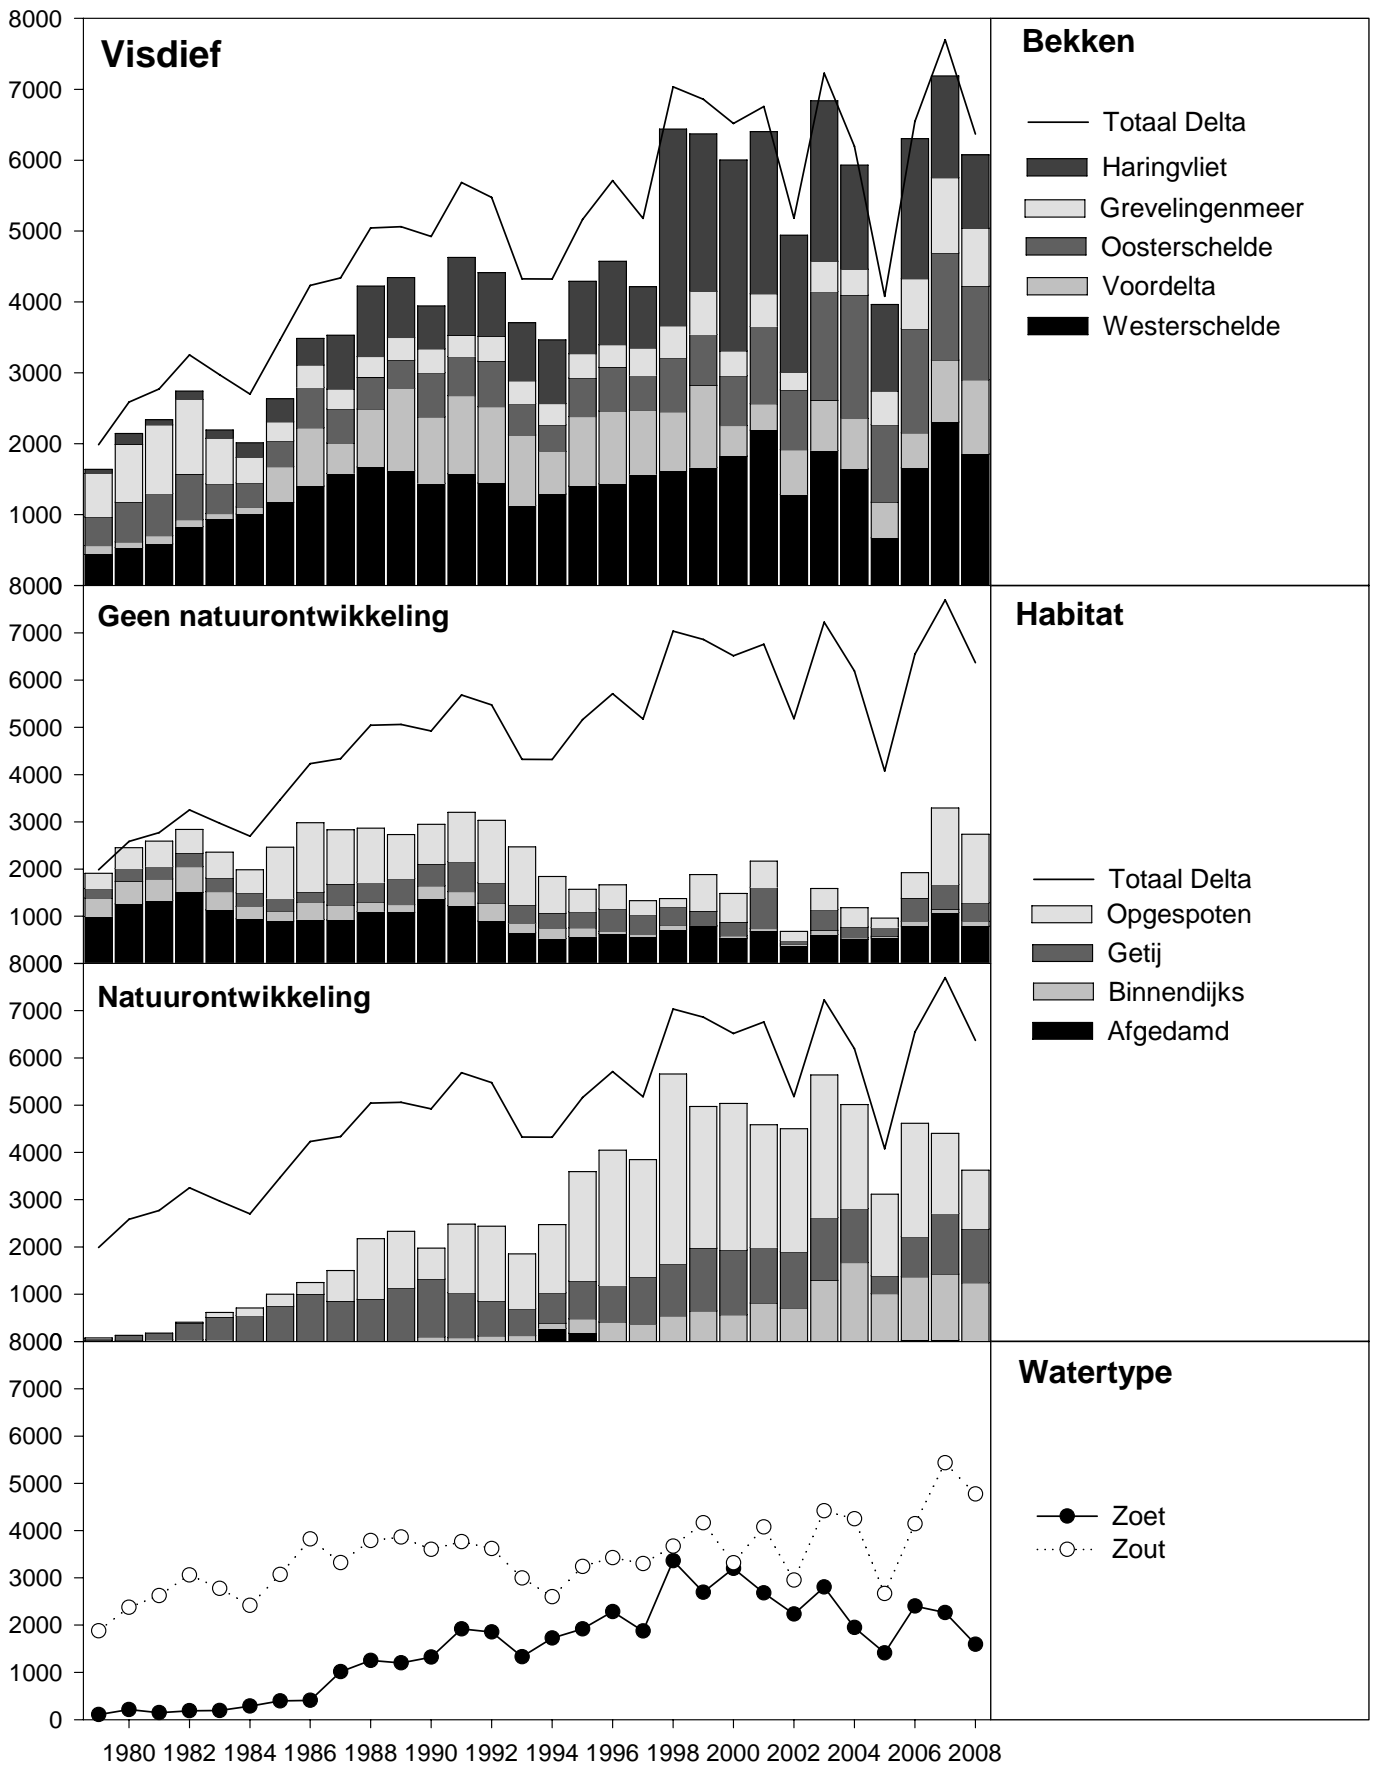 8000
7000
6000
5000
4000
3000
2000
1000
0
Visdief
Bekken
Totaal Delta
Haringvliet
Grevelingenmeer
Oosterschelde
Voordelta
Westerschelde
8000
7000
6000
5000
4000
3000
2000
1000
0
Geen natuurontwikkeling
Habitat
Totaal Delta
Opgespoten
Getij
Binnendijks
Afgedamd
8000
7000
6000
5000
4000
3000
2000
1000
0
Natuurontwikkeling
8000
7000
6000
5000
4000
3000
2000
1000
0
Watertype
Zoet
Zout
1980 1982 1984 1986 1988 1990 1992 1994 1996 1998 2000 2002 2004 2006 2008